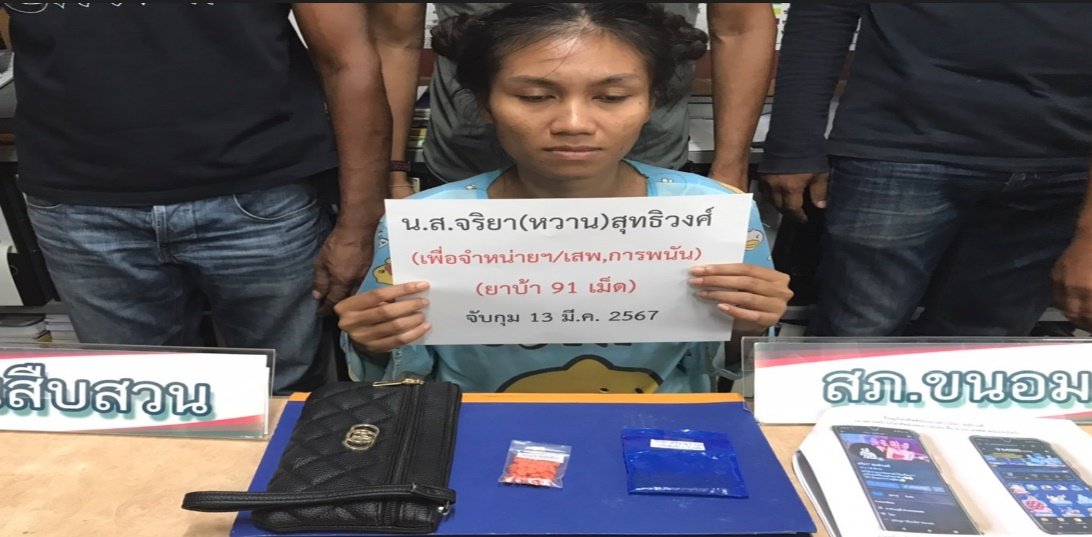 น.ส.จริยา(หวาน)สุทธิวงศ์
(เพื่อจำหน่ายฯ/เสพ,การพนัน)
(ยาบ้า 91 เม็ด)
จับกุม 13 มี.ค. 2567
สืบสวน
สภ.ขนอม